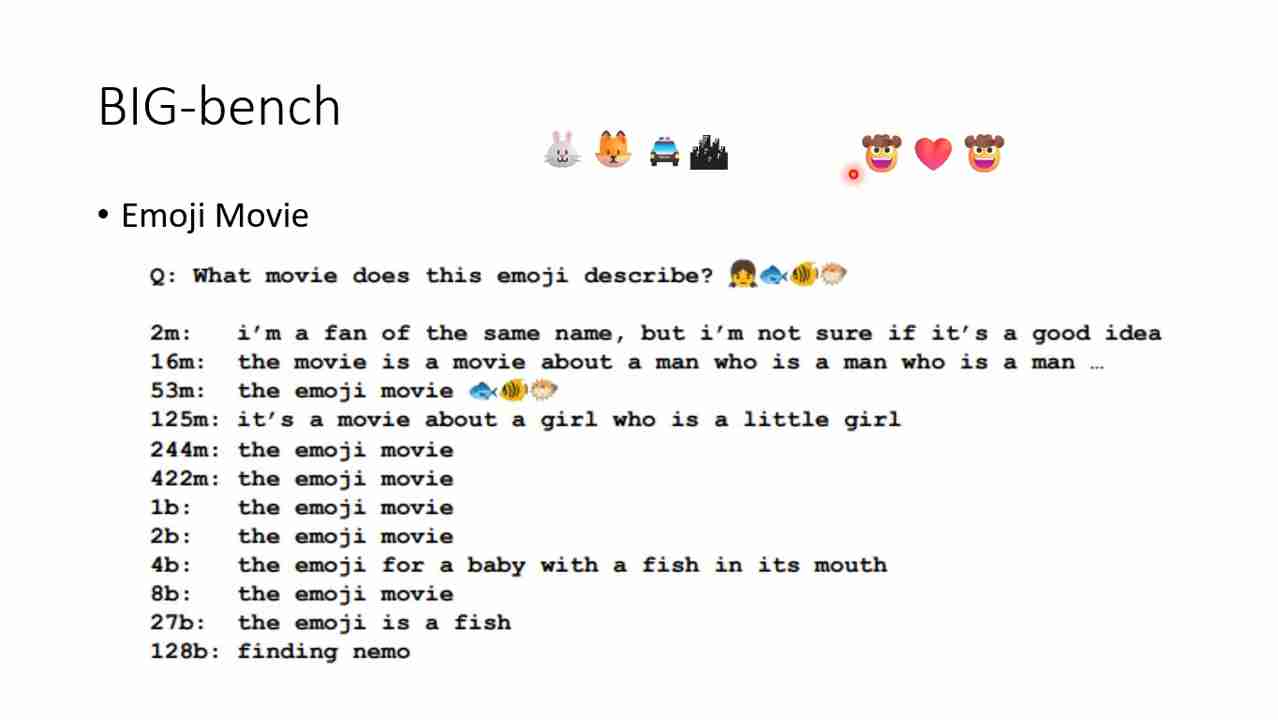 BIG-bench
🐰 🦊 🚓 🏙 🤠 ❤️ 🤠
• Emoji Movie
Q: What movie does this emoji describe? 👧🐟🐠🐡
2m: i’m a fan of the same name, but i’m not sure if it’s a good idea
16m: the movie is a movie about a man who is a man who is a man …
53m: the emoji movie 🐟🐠🐡
125m: it’s a movie about a girl who is a little girl
244m: the emoji movie
422m: the emoji movie
1b: the emoji movie
2b: the emoji movie
4b: the emoji for a baby with a fish in its mouth
8b: the emoji movie
27b: the emoji is a fish
128b: finding nemo